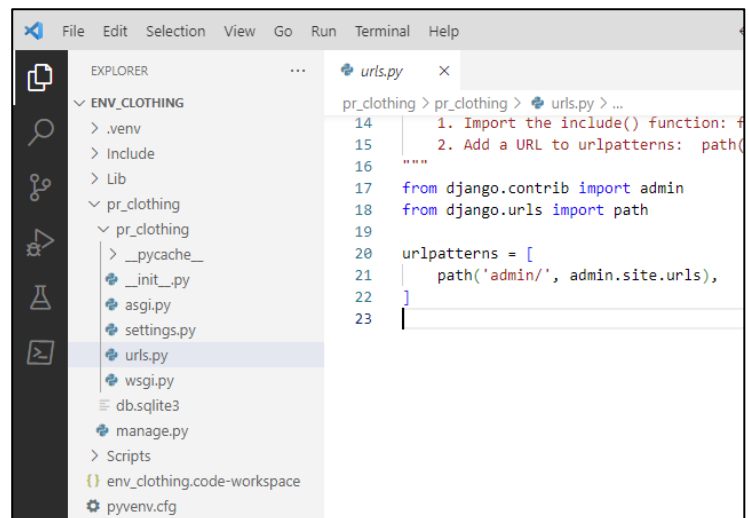 File Edit Selection View Go Run Terminal Help
EXPLORER
ENV_CLOTHING
.venv
Include
Lib
pr_clothing
pr_clothing
__pycache__
__init__.py
asgi.py
settings.py
urls.py
wsgi.py
db.sqlite3
manage.py
Scripts
env_clothing.code-workspace
pyvenv.cfg
urls.py
pr_clothing > pr_clothing > urls.py > ...
14 1. Import the include() function: f
15 2. Add a URL to urlpatterns: path(
16 """
17 from django.contrib import admin
18 from django.urls import path
19
20 urlpatterns = [
21 path('admin/', admin.site.urls),
22 ]
23